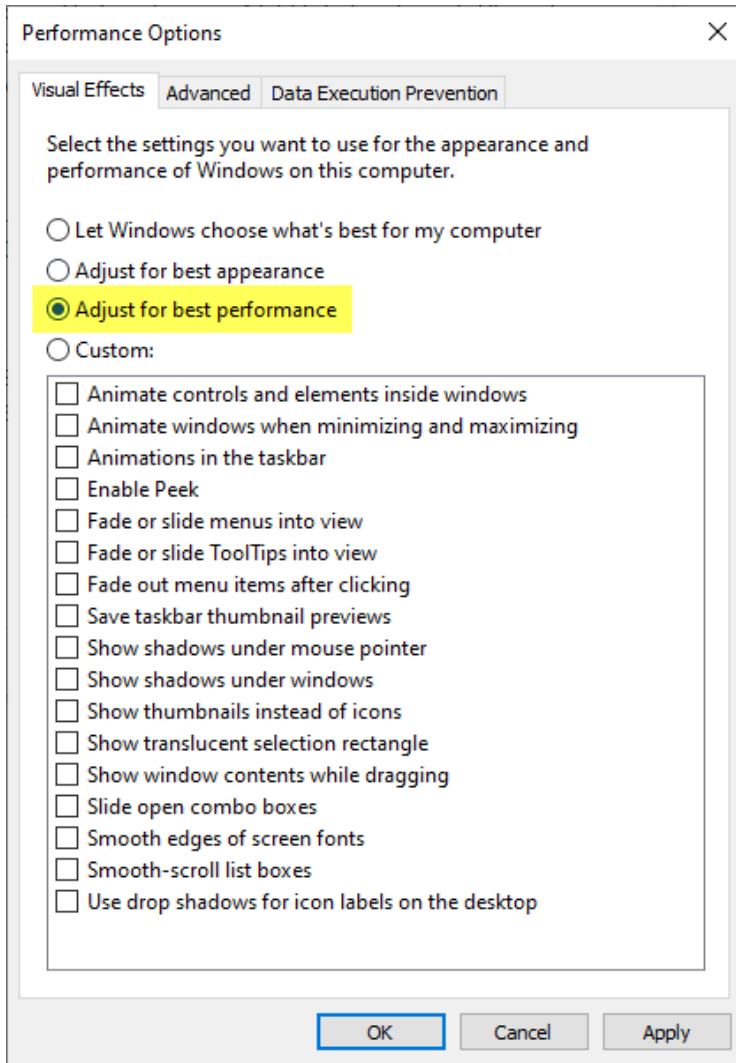 Performance Options
Visual Effects
Advanced
Data Execution Prevention
Select the settings you want to use for the appearance and
performance of Windows on this computer.
Let Windows choose what's best for my computer
Adjust for best appearance
Adjust for best performance
Custom:
Animate controls and elements inside windows
Animate windows when minimizing and maximizing
Animations in the taskbar
Enable Peek
Fade or slide menus into view
Fade or slide ToolTips into view
Fade out menu items after clicking
Save taskbar thumbnail previews
Show shadows under mouse pointer
Show shadows under windows
Show thumbnails instead of icons
Show translucent selection rectangle
Show window contents while dragging
Slide open combo boxes
Smooth edges of screen fonts
Smooth-scroll list boxes
Use drop shadows for icon labels on the desktop
OK
Cancel
Apply